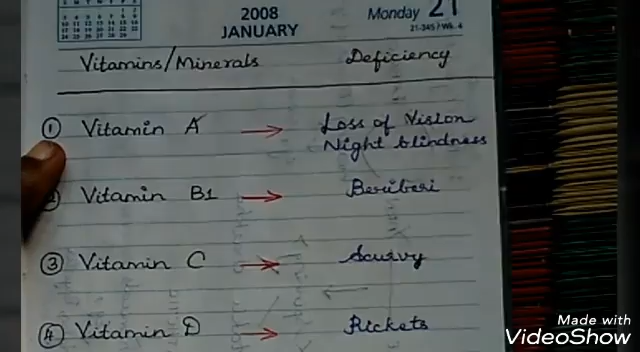 2008
JANUARY
Monday 21
21-345 / Wk. 4
Vitamins/Minerals Deficiency
① Vitamin A → Loss of Vision
Night blindness
② Vitamin B1 → Beriberi
③ Vitamin C → Scurvy
④ Vitamin D → Rickets
Made with
VideoShow